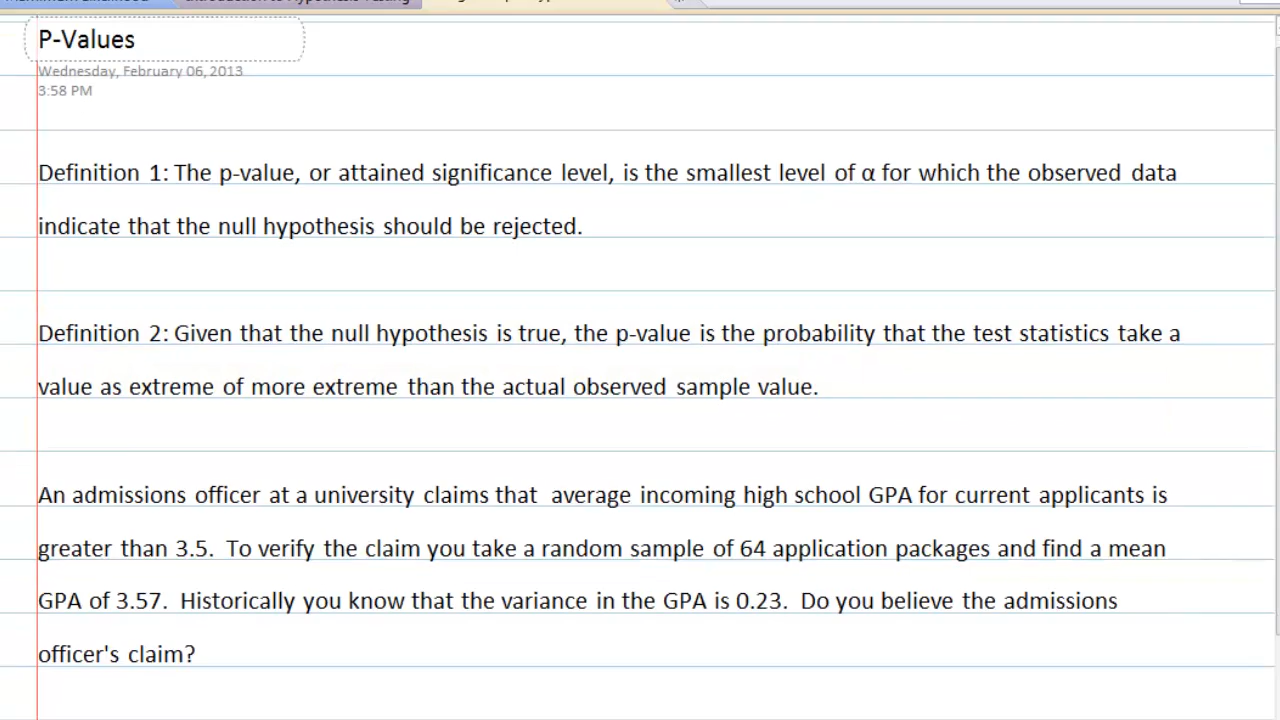 P-Values
Wednesday, February 06, 2013
3:58 PM
Definition 1: The p-value, or attained significance level, is the smallest level of α for which the observed data
indicate that the null hypothesis should be rejected.
Definition 2: Given that the null hypothesis is true, the p-value is the probability that the test statistics take a
value as extreme of more extreme than the actual observed sample value.
An admissions officer at a university claims that average incoming high school GPA for current applicants is
greater than 3.5. To verify the claim you take a random sample of 64 application packages and find a mean
GPA of 3.57. Historically you know that the variance in the GPA is 0.23. Do you believe the admissions
officer's claim?